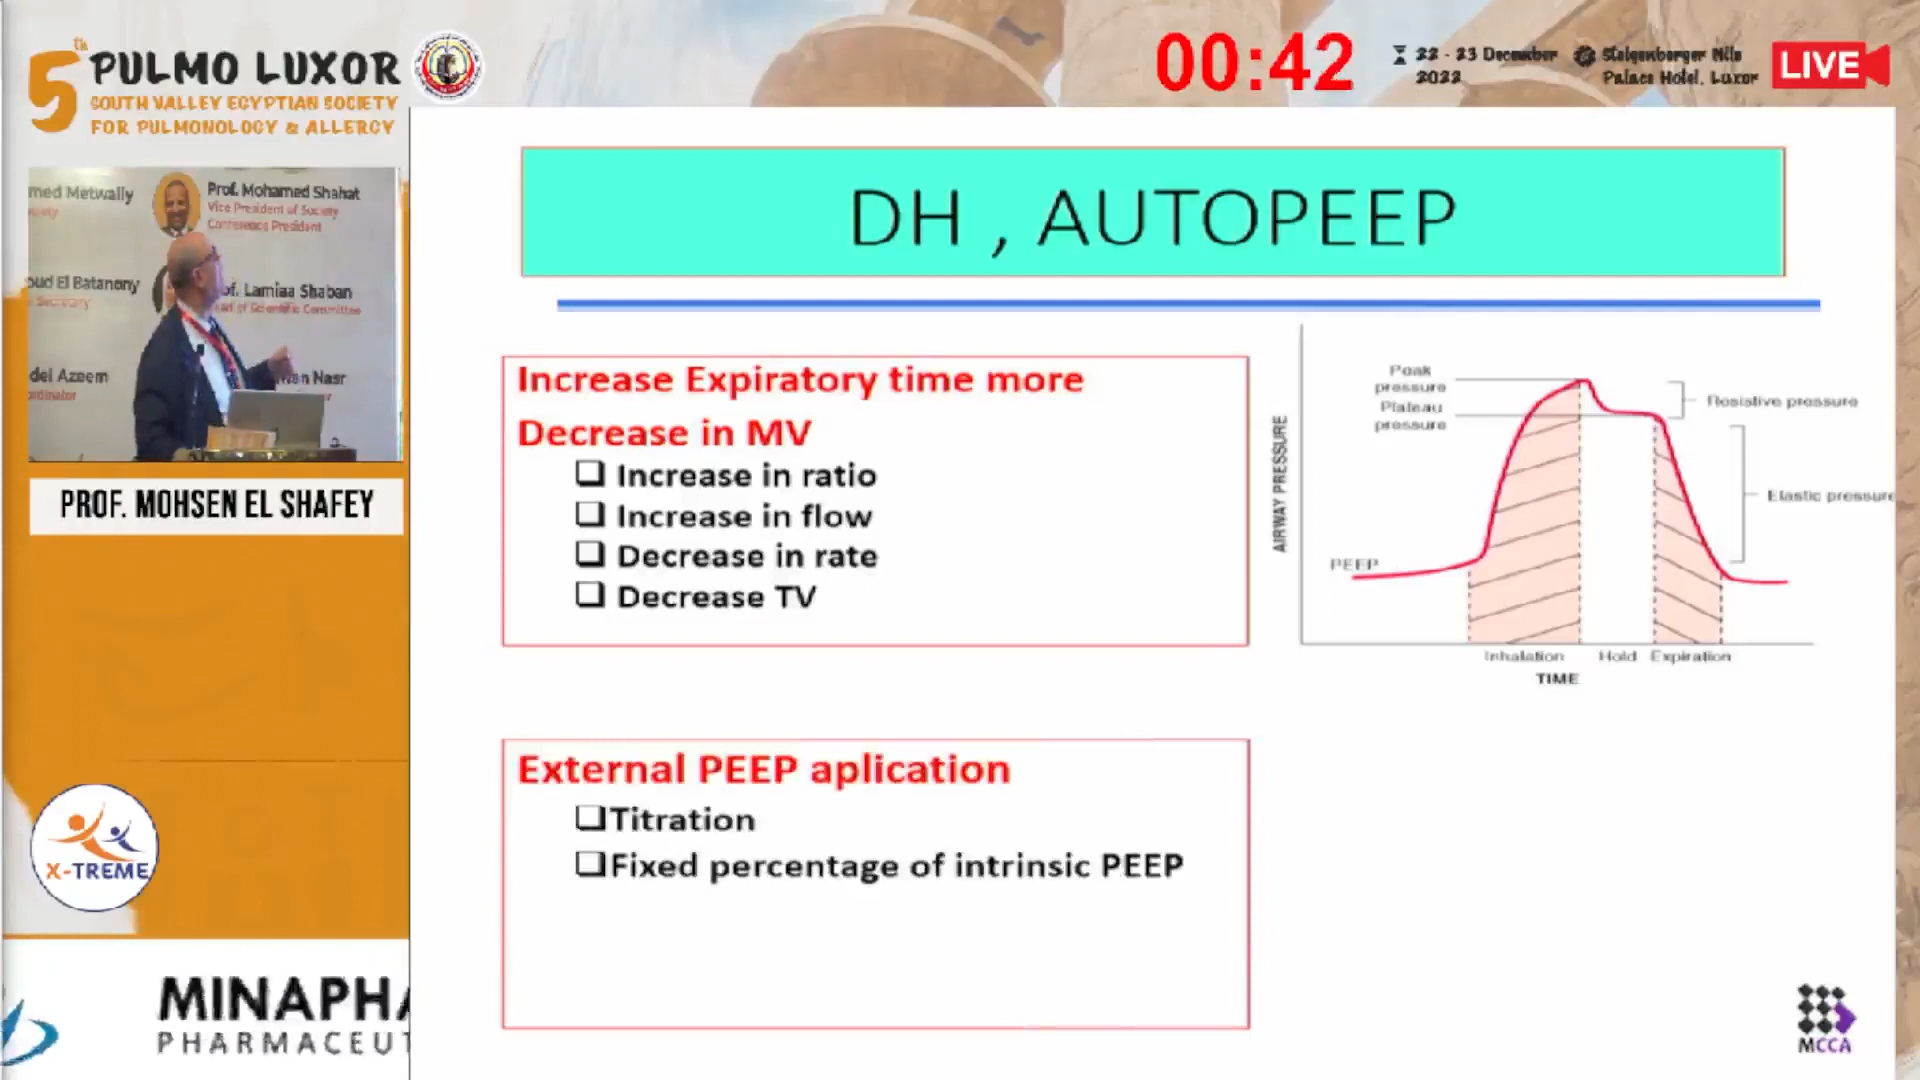 5th PULMO LUXOR
SOUTH VALLEY EGYPTIAN SOCIETY
FOR PULMONOLOGY & ALLERGY
00:42
22 - 23 December
2022
Steigenberger Nile
Palace Hotel, Luxor
LIVE
med Metwally
Prof. Mohamed Shahat
Vice President of Society
Conference President
oud El Batanony
Secretary
of. Lamiaa Shaban
ad of Scientific Committee
del Azeem
ordinator
wan Nasr
PROF. MOHSEN EL SHAFEY
X-TREME
MINAPHA
PHARMACEUT
DH , AUTOPEEP
Increase Expiratory time more
Decrease in MV
Increase in ratio
Increase in flow
Decrease in rate
Decrease TV
External PEEP aplication
Titration
Fixed percentage of intrinsic PEEP
AIRWAY PRESSURE
Peak
pressure
Plateau
pressure
PEEP
Resistive pressure
Elastic pressure
Inhalation Hold Expiration
TIME
MCCA